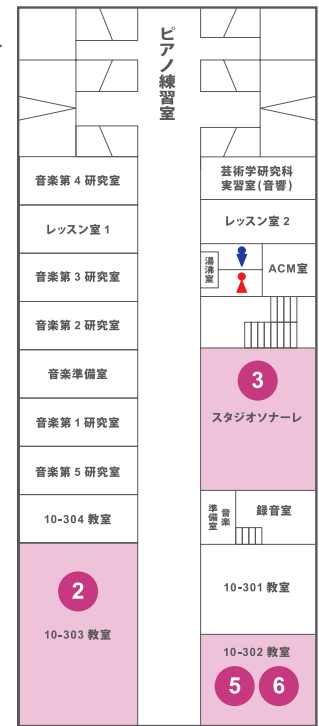 ピアノ練習室
音楽第4研究室
レッスン室1
音楽第3研究室
音楽第2研究室
音楽準備室
音楽第1研究室
音楽第5研究室
10-304 教室
2
10-303 教室
芸術学研究科
実習室(音響)
レッスン室2
湯沸室
ACM室
3
スタジオソナーレ
音楽
準備室
録音室
10-301 教室
10-302 教室
5 6